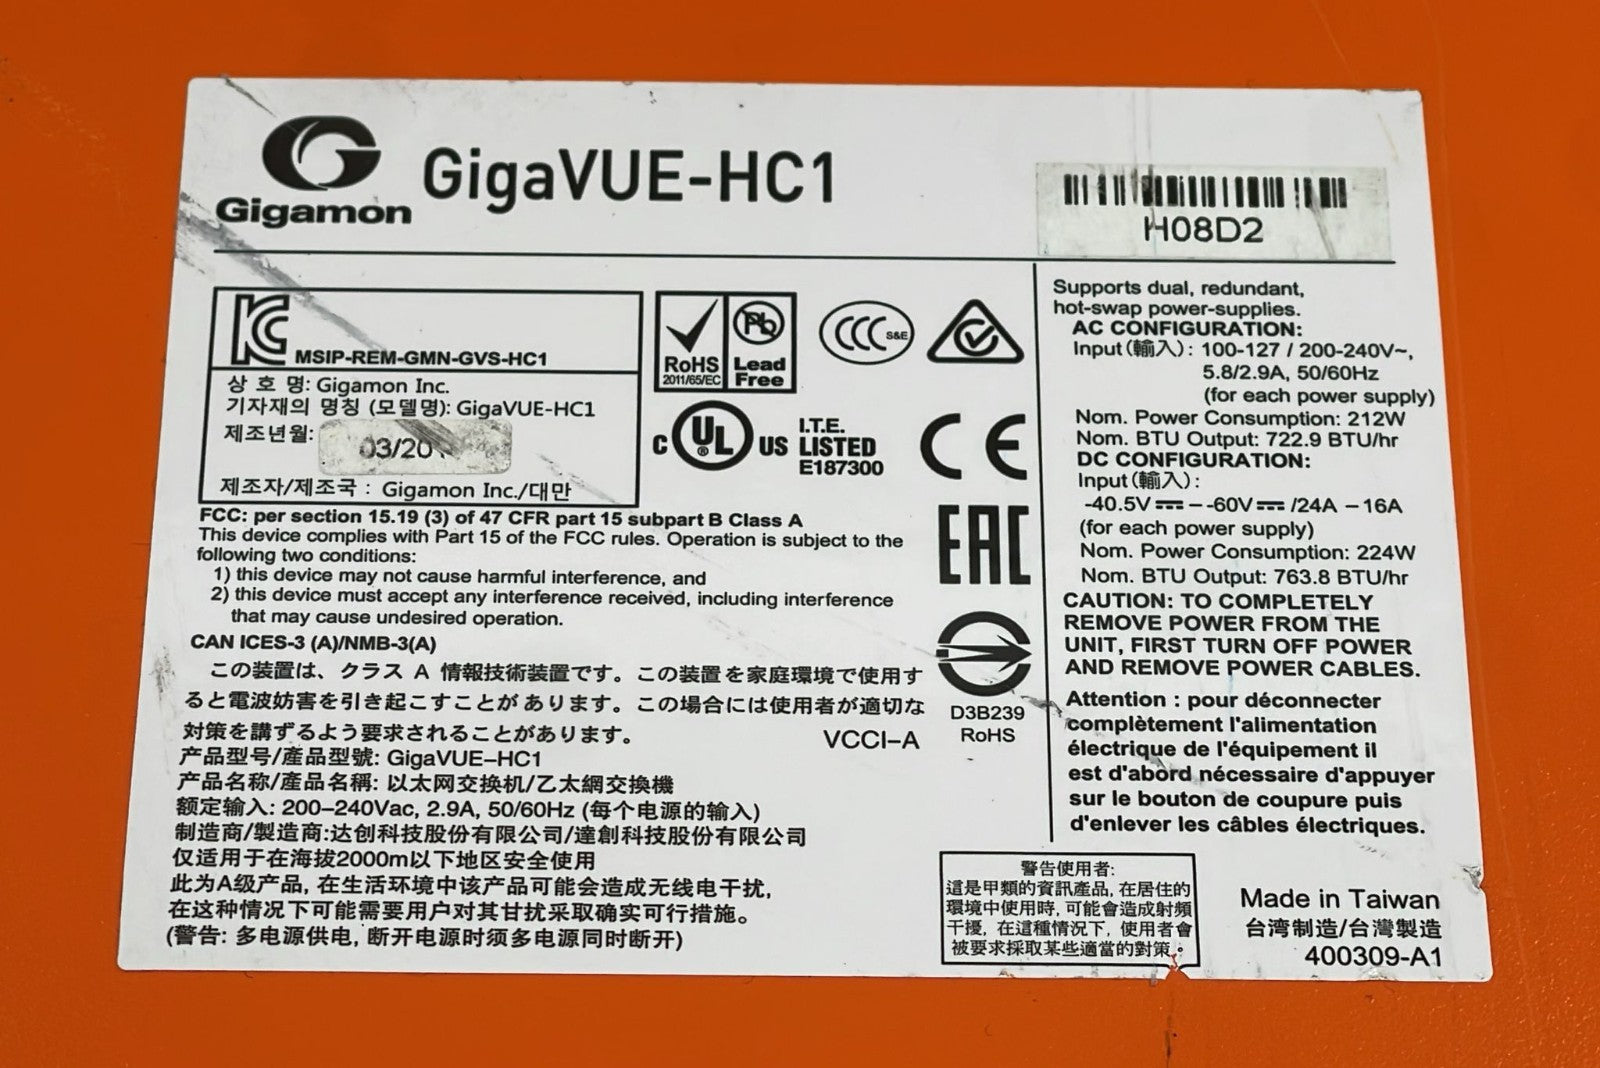 Gigamon
GigaVUE-HC1
H08D2
MSIP-REM-GMN-GVS-HC1
상 호 명: Gigamon Inc.
기자재의 명칭 (모델명): GigaVUE-HC1
제조년월:
제조자/제조국 : Gigamon Inc./대만
RoHS
2011/65/EC
Pb
Lead
Free
CCC S&E
C UL US
®
I.T.E.
LISTED
E187300
CE
EAC
D3B239
RoHS
FCC: per section 15.19 (3) of 47 CFR part 15 subpart B Class A
This device complies with Part 15 of the FCC rules. Operation is subject to the
following two conditions:
1) this device may not cause harmful interference, and
2) this device must accept any interference received, including interference
that may cause undesired operation.
CAN ICES-3 (A)/NMB-3(A)
この装置は、クラス A 情報技術装置です。この装置を家庭環境で使用す
ると電波妨害を引き起こすことがあります。この場合には使用者が適切な
対策を講ずるよう要求されることがあります。
VCCI-A
产品型号/產品型號: GigaVUE-HC1
产品名称/產品名稱: 以太网交换机/乙太網交換機
额定输入: 200-240Vac, 2.9A, 50/60Hz (每个电源的输入)
制造商/製造商:达创科技股份有限公司/達創科技股份有限公司
仅适用于在海拔2000m以下地区安全使用
此为A级产品, 在生活环境中该产品可能会造成无线电干扰,
在这种情况下可能需要用户对其甘扰采取确实可行措施。
(警告: 多电源供电, 断开电源时须多电源同时断开)
Supports dual, redundant,
hot-swap power-supplies.
AC CONFIGURATION:
Input (輸入) : 100-127 / 200-240V~,
5.8/2.9A, 50/60Hz
(for each power supply)
Nom. Power Consumption: 212W
Nom. BTU Output: 722.9 BTU/hr
DC CONFIGURATION:
Input (輸入):
-40.5V⎓ – -60V⎓ /24A – 16A
(for each power supply)
Nom. Power Consumption: 224W
Nom. BTU Output: 763.8 BTU/hr
CAUTION: TO COMPLETELY
REMOVE POWER FROM THE
UNIT, FIRST TURN OFF POWER
AND REMOVE POWER CABLES.
Attention : pour déconnecter
complètement l'alimentation
électrique de l'équipement il
est d'abord nécessaire d'appuyer
sur le bouton de coupure puis
d'enlever les câbles électriques.
警告使用者:
這是甲類的資訊產品, 在居住的
環境中使用時, 可能會造成射頻
干擾, 在這種情況下, 使用者會
被要求採取某些適當的對策。
Made in Taiwan
台湾制造/台灣製造
400309-A1